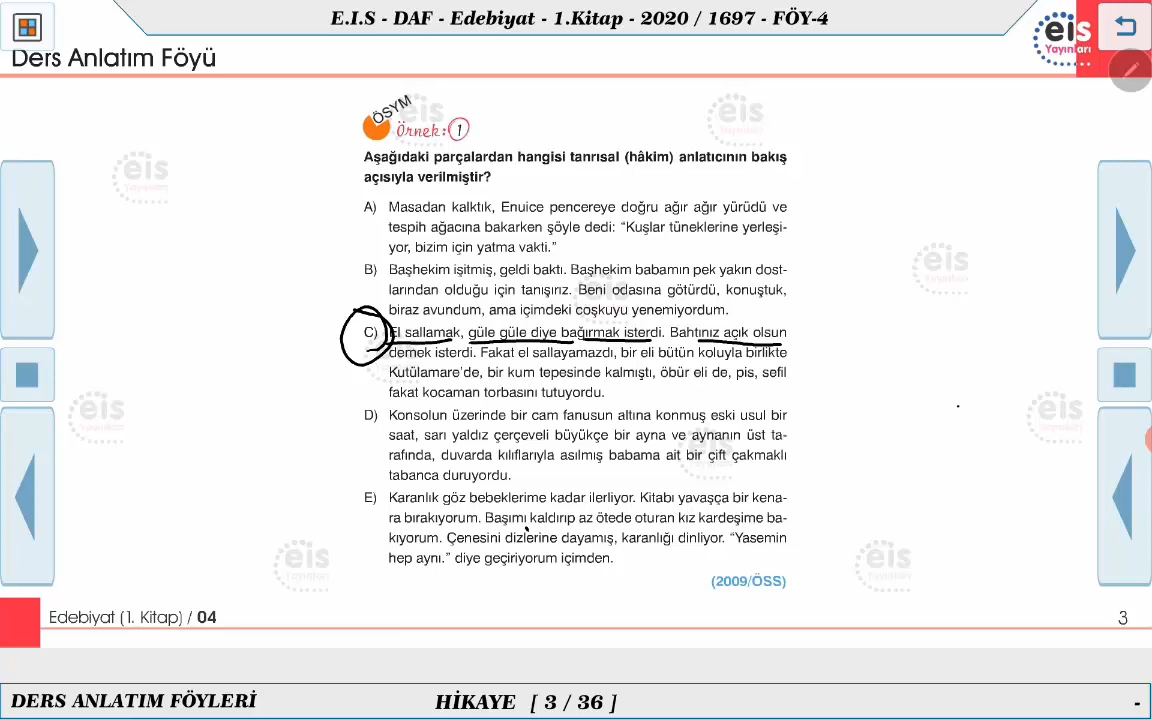 E.I.S - DAF - Edebiyat - 1.Kitap - 2020 / 1697 - FÖY-4
Ders Anlatım Föyü
eis
Yayınları
ÖSYM
Örnek: 1
Aşağıdaki parçalardan hangisi tanrısal (hâkim) anlatıcının bakış
açısıyla verilmiştir?
A) Masadan kalktık, Enuice pencereye doğru ağır ağır yürüdü ve
tespih ağacına bakarken şöyle dedi: “Kuşlar tüneklerine yerleşi-
yor, bizim için yatma vakti.”
B) Başhekim işitmiş, geldi baktı. Başhekim babamın pek yakın dost-
larından olduğu için tanışırız. Beni odasına götürdü, konuştuk,
biraz avundum, ama içimdeki coşkuyu yenemiyordum.
C) El sallamak, güle güle diye bağırmak isterdi. Bahtınız açık olsun
demek isterdi. Fakat el sallayamazdı, bir eli bütün koluyla birlikte
Kutülamare’de, bir kum tepesinde kalmıştı, öbür eli de, pis, sefil
fakat kocaman torbasını tutuyordu.
D) Konsolun üzerinde bir cam fanusun altına konmuş eski usul bir
saat, sarı yaldız çerçeveli büyükçe bir ayna ve aynanın üst ta-
rafında, duvarda kılıflarıyla asılmış babama ait bir çift çakmaklı
tabanca duruyordu.
E) Karanlık göz bebeklerime kadar ilerliyor. Kitabı yavaşça bir kena-
ra bırakıyorum. Başımı kaldırıp az ötede oturan kız kardeşime ba-
kıyorum. Çenesini dizlerine dayamış, karanlığı dinliyor. “Yasemin
hep aynı.” diye geçiriyorum içimden.
(2009/ÖSS)
Edebiyat (1. Kitap) / 04
3
DERS ANLATIM FÖYLERİ
HİKAYE [ 3 / 36 ]
-